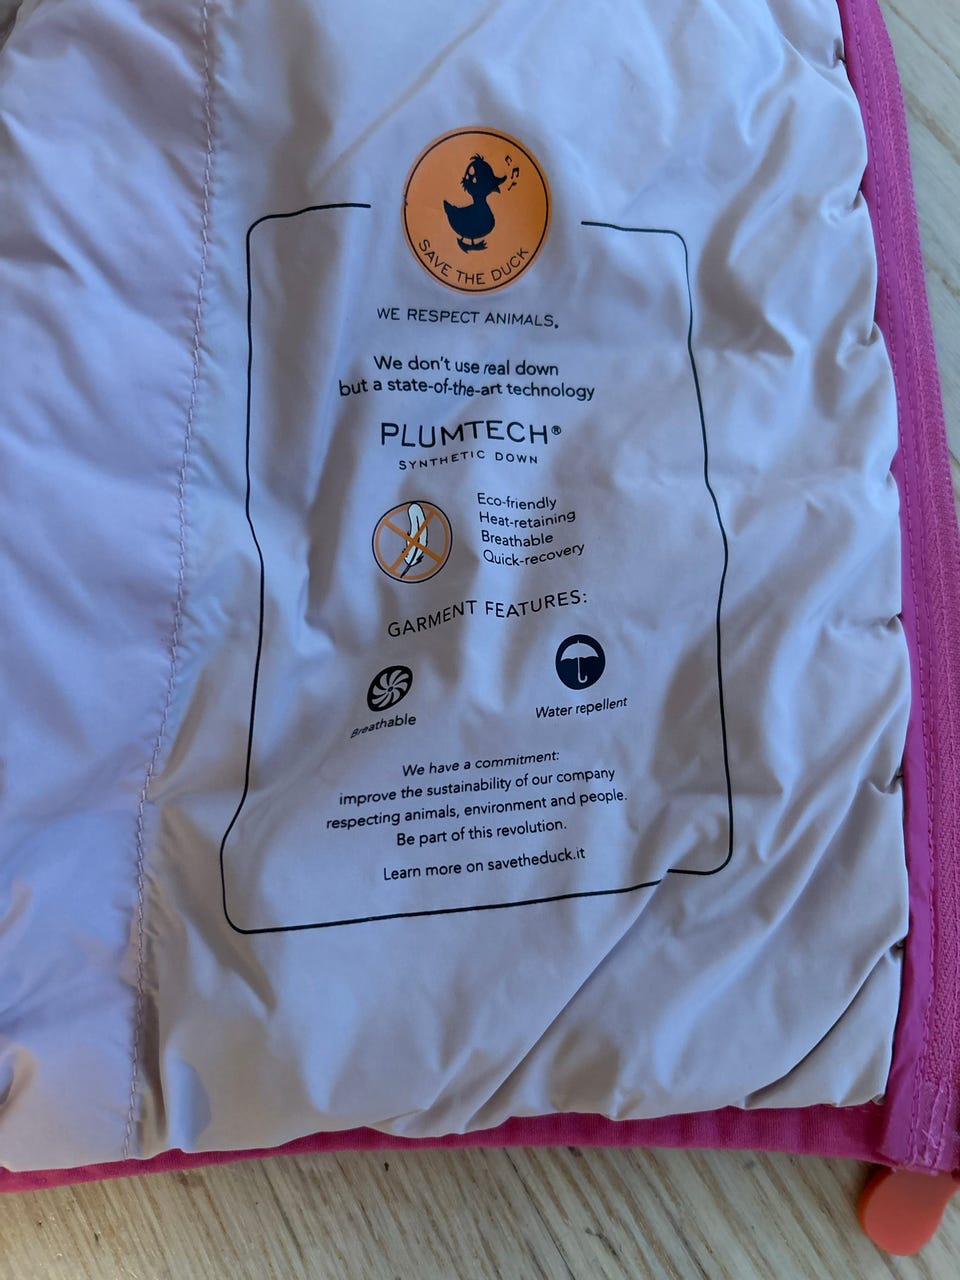 SAVE THE DUCK
WE RESPECT ANIMALS.
We don't use real down
but a state-of-the-art technology
PLUMTECH®
SYNTHETIC DOWN
Eco-friendly
Heat-retaining
Breathable
Quick-recovery
GARMENT FEATURES:
Breathable
Water repellent
We have a commitment:
improve the sustainability of our company
respecting animals, environment and people.
Be part of this revolution.
Learn more on savetheduck.it